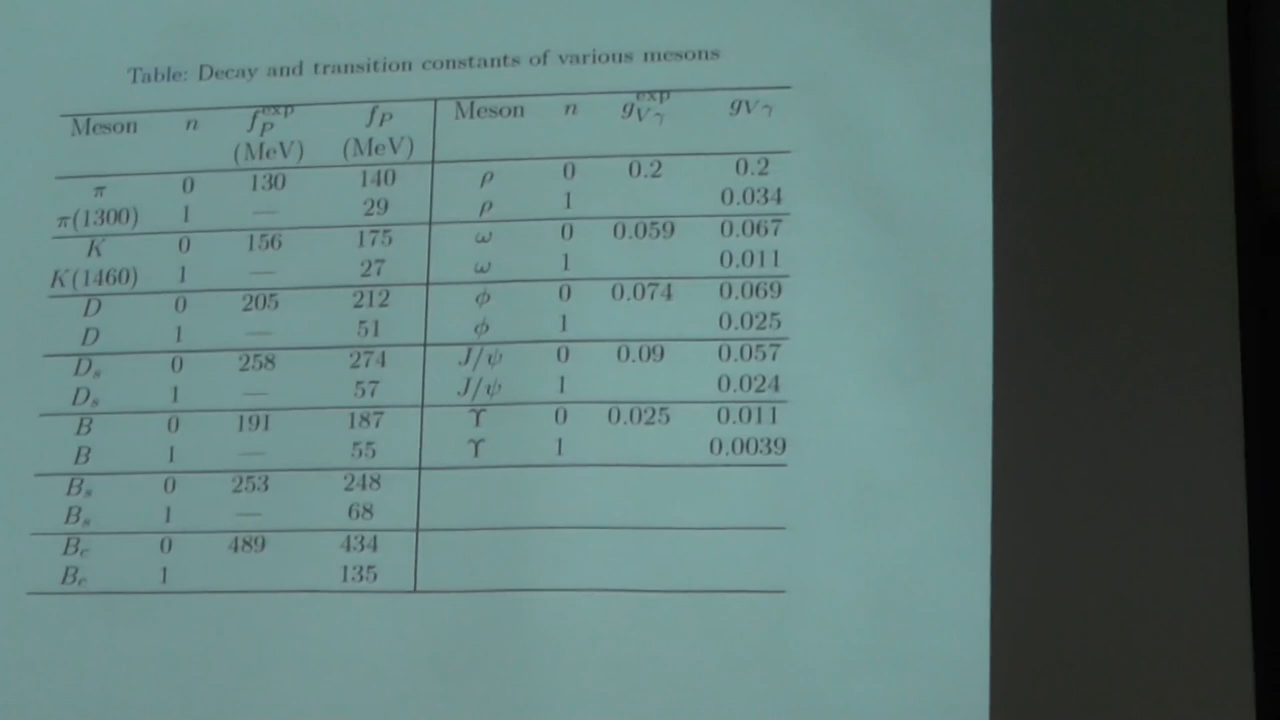 Table: Decay and transition constants of various mesons
Meson n f_P^exp f_P Meson n g_Vγ^exp g_Vγ
(MeV) (MeV)
π 0 130 140 ρ 0 0.2 0.2
π(1300) 1 — 29 ρ 1 0.034
K 0 156 175 ω 0 0.059 0.067
K(1460) 1 — 27 ω 1 0.011
D 0 205 212 ϕ 0 0.074 0.069
D 1 — 51 ϕ 1 0.025
D_s 0 258 274 J/ψ 0 0.09 0.057
D_s 1 — 57 J/ψ 1 0.024
B 0 191 187 ϒ 0 0.025 0.011
B 1 — 55 ϒ 1 0.0039
B_s 0 253 248
B_s 1 — 68
B_c 0 489 434
B_c 1 135